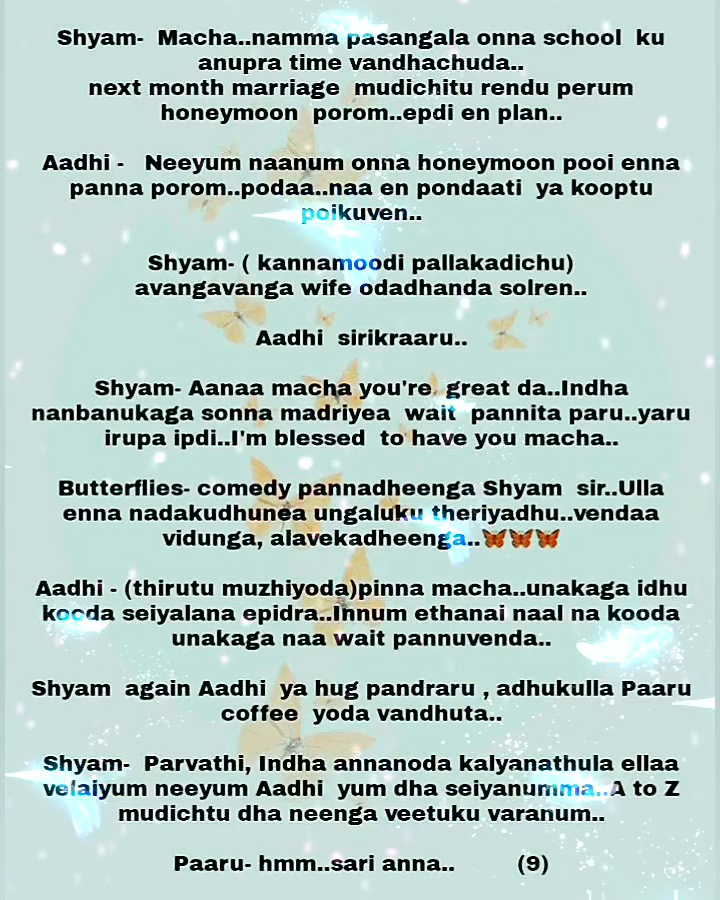 Shyam- Macha..namma pasangala onna school ku
anupra time vandhachuda..
next month marriage mudichitu rendu perum
honeymoon porom..epdi en plan..
Aadhi - Neeyum naanum onna honeymoon pooi enna
panna porom..podaa..naa en pondaati ya kooptu
poikuven..
Shyam- ( kannamoodi pallakadichu)
avangavanga wife odadhanda solren..
Aadhi sirikraaru..
Shyam- Aanaa macha you're great da..Indha
nanbanukaga sonna madriyea wait pannita paru..yaru
irupa ipdi..I'm blessed to have you macha..
Butterflies- comedy pannadheenga Shyam sir..Ulla
enna nadakudhunea ungaluku theriyadhu..vendaa
vidunga, alavekadheenga..🦋🦋🦋
Aadhi - (thirutu muzhiyoda)pinna macha..unakaga idhu
kooda seiyalana epidra..Innum ethanai naal na kooda
unakaga naa wait pannuvenda..
Shyam again Aadhi ya hug pandraru , adhukulla Paaru
coffee yoda vandhuta..
Shyam- Parvathi, Indha annanoda kalyanathula ellaa
velaiyum neeyum Aadhi yum dha seiyanumma..A to Z
mudichtu dha neenga veetuku varanum..
Paaru- hmm..sari anna.. (9)